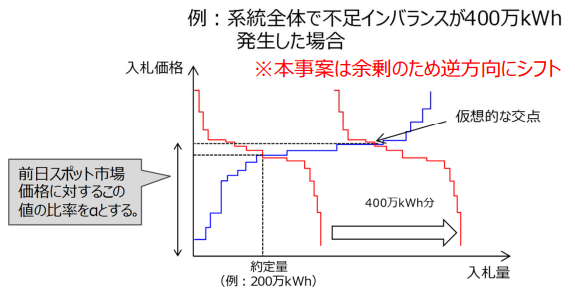 例：系統全体で不足インバランスが400万kWh
発生した場合
入札価格
※本事案は余剰のため逆方向にシフト
仮想的な交点
前日スポット市場
価格に対するこの
値の比率をαとする。
400万kWh分
約定量
（例：200万kWh）
入札量